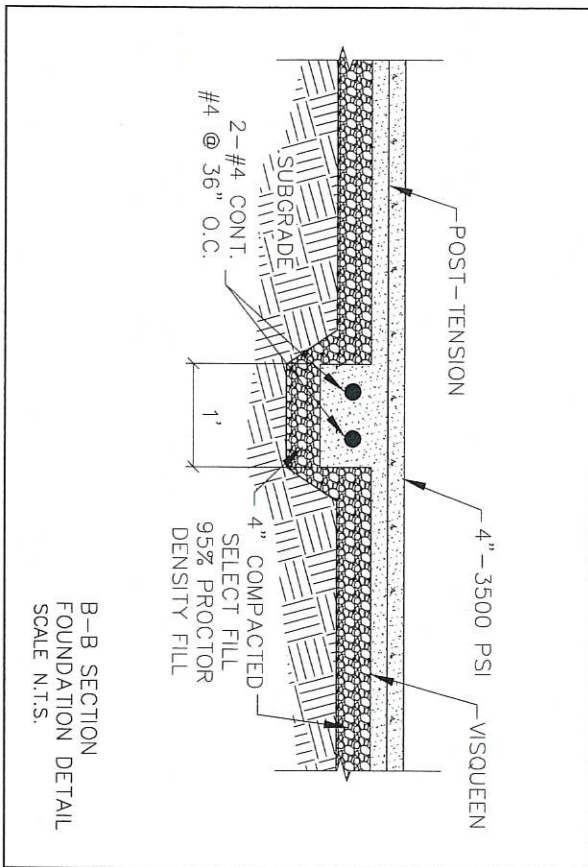 POST-TENSION
4"-3500 PSI
VISQUEEN
SUBGRADE
2-#4 CONT.
#4 @ 36" O.C.
1'
4" COMPACTED
SELECT FILL
95% PROCTOR
DENSITY FILL
B-B SECTION
FOUNDATION DETAIL
SCALE N.T.S.